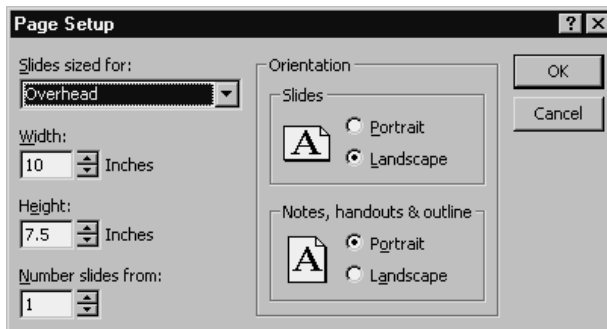 Page Setup
Slides sized for:
Overhead
Width:
10 Inches
Height:
7.5 Inches
Number slides from:
1
Orientation
Slides
A
Portrait
Landscape
Notes, handouts & outline
A
Portrait
Landscape
OK
Cancel